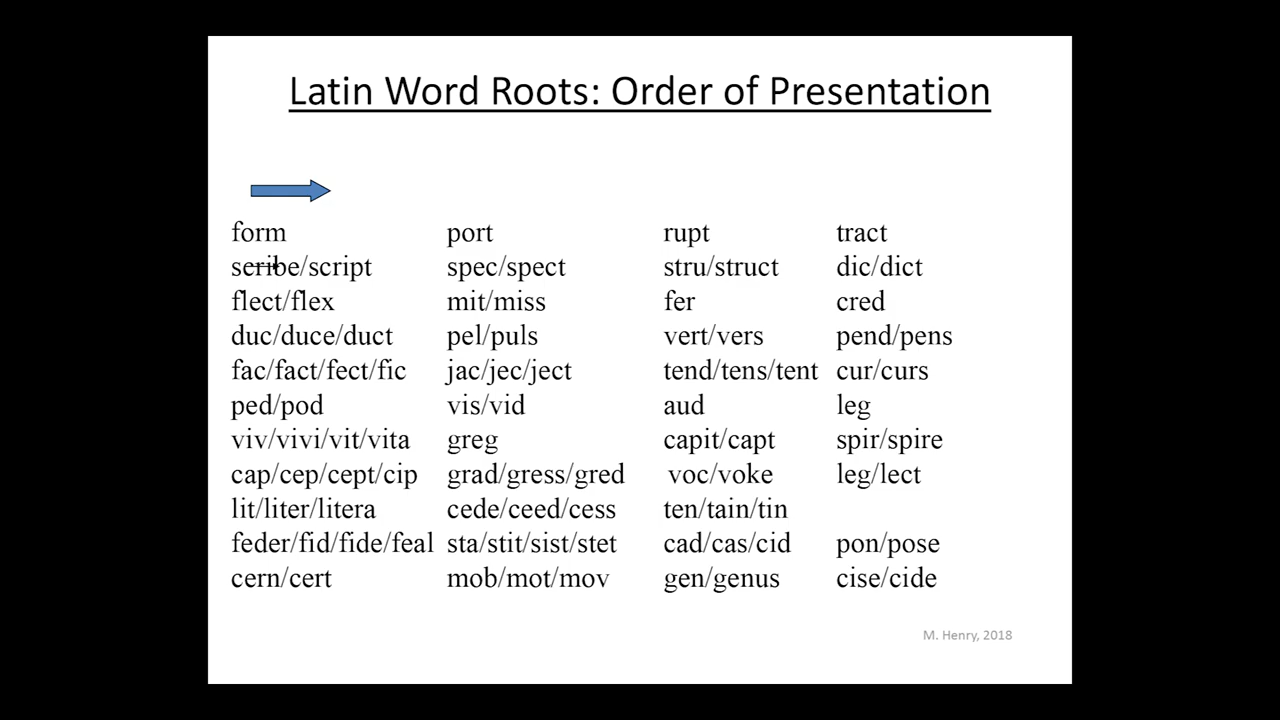 Latin Word Roots: Order of Presentation
form port rupt tract
scribe/script spec/spect stru/struct dic/dict
flect/flex mit/miss fer cred
duc/duce/duct pel/puls vert/vers pend/pens
fac/fact/fect/fic jac/jec/ject tend/tens/tent cur/curs
ped/pod vis/vid aud leg
viv/vivi/vit/vita greg capit/capt spir/spire
cap/cep/cept/cip grad/gress/gred voc/voke leg/lect
lit/liter/litera cede/ceed/cess ten/tain/tin
feder/fid/fide/feal sta/stit/sist/stet cad/cas/cid pon/pose
cern/cert mob/mot/mov gen/genus cise/cide
M. Henry, 2018